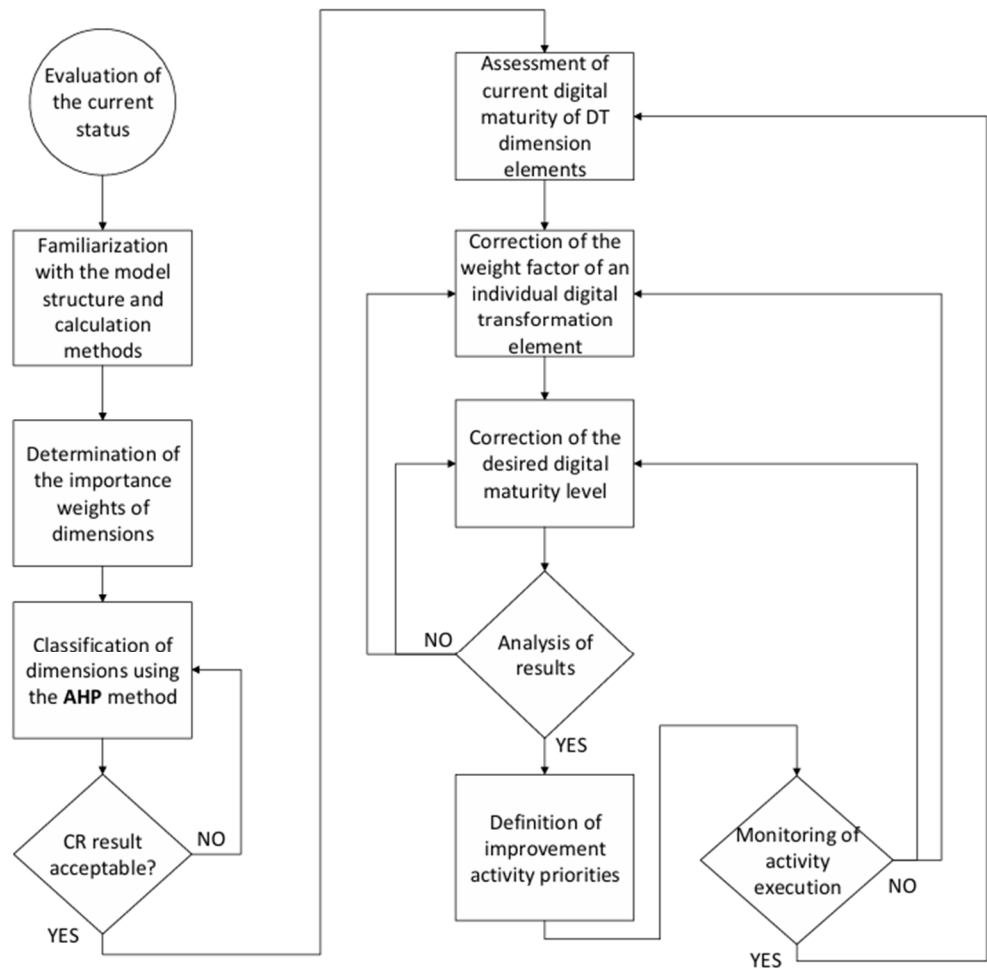 Evaluation of
the current
status
Familiarization
with the model
structure and
calculation
methods
Determination of
the importance
weights of
dimensions
Classification of
dimensions using
the AHP method
CR result
acceptable?
NO
YES
Assessment of
current digital
maturity of DT
dimension
elements
Correction of the
weight factor of an
individual digital
transformation
element
Correction of the
desired digital
maturity level
Analysis of
results
NO
YES
Definition of
improvement
activity priorities
Monitoring of
activity
execution
NO
YES